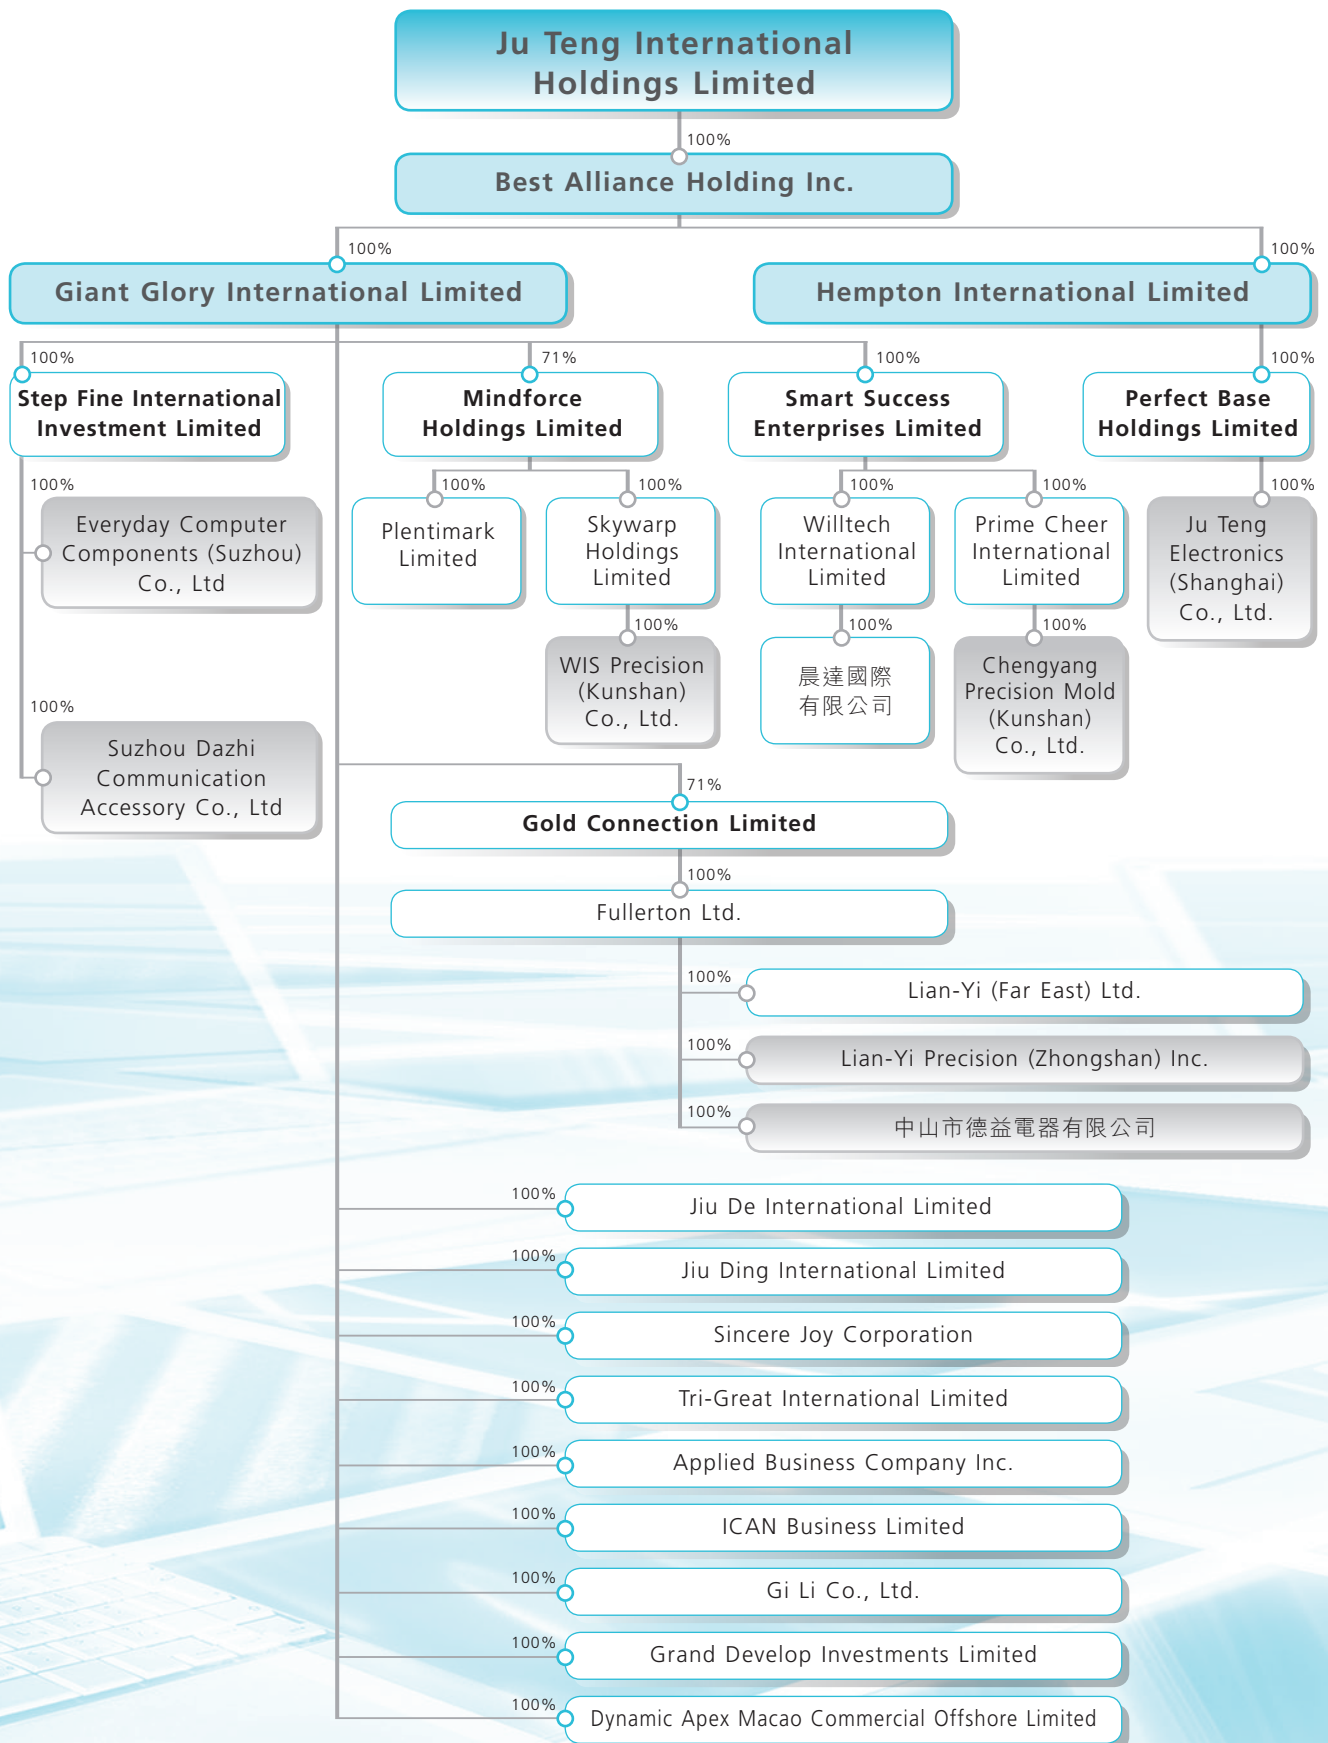 Ju Teng International
Holdings Limited
100%
Best Alliance Holding Inc.
100%
100%
Giant Glory International Limited
Hempton International Limited
100%
71%
100%
100%
Step Fine International
Investment Limited
Mindforce
Holdings Limited
Smart Success
Enterprises Limited
Perfect Base
Holdings Limited
100%
100%
100%
100%
100%
100%
Everyday Computer
Components (Suzhou)
Co., Ltd
Plentimark
Limited
Skywarp
Holdings
Limited
Willtech
International
Limited
Prime Cheer
International
Limited
Ju Teng
Electronics
(Shanghai)
Co., Ltd.
100%
100%
100%
WIS Precision
(Kunshan)
Co., Ltd.
晨達國際
有限公司
Chengyang
Precision Mold
(Kunshan)
Co., Ltd.
100%
Suzhou Dazhi
Communication
Accessory Co., Ltd
71%
Gold Connection Limited
100%
Fullerton Ltd.
100%
Lian-Yi (Far East) Ltd.
100%
Lian-Yi Precision (Zhongshan) Inc.
100%
中山市德益電器有限公司
100%
Jiu De International Limited
100%
Jiu Ding International Limited
100%
Sincere Joy Corporation
100%
Tri-Great International Limited
100%
Applied Business Company Inc.
100%
ICAN Business Limited
100%
Gi Li Co., Ltd.
100%
Grand Develop Investments Limited
100%
Dynamic Apex Macao Commercial Offshore Limited